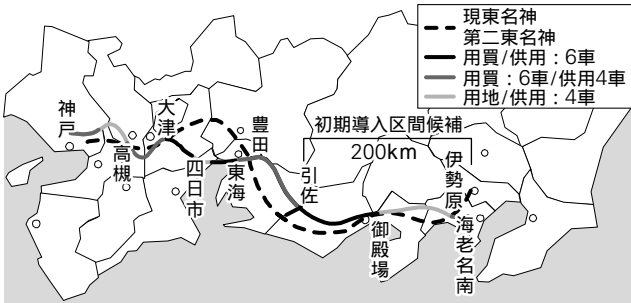 現東名神
第二東名神
用買/供用：6車
用買：6車/供用4車
用地/供用：4車
神戸
高槻
大津
四日市
東海
豊田
引佐
初期導入区間候補
200km
御殿場
伊勢原
海老名南